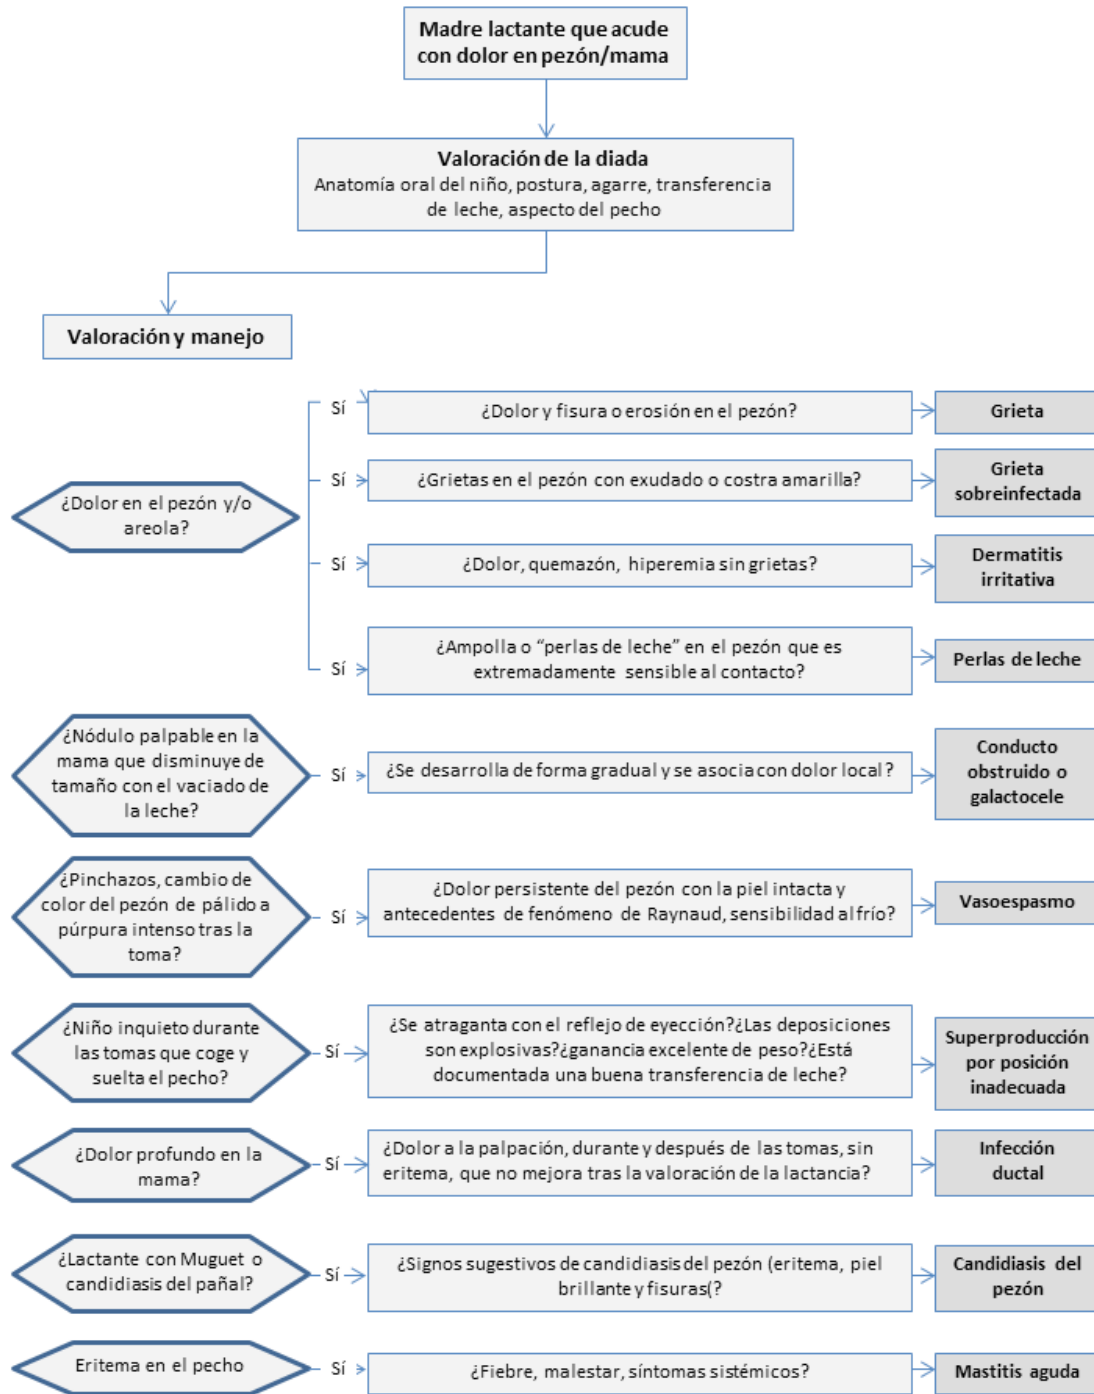 Madre lactante que acude
con dolor en pezón/mama
Valoración de la diada
Anatomía oral del niño, postura, agarre, transferencia
de leche, aspecto del pecho
Valoración y manejo
¿Dolor en el pezón y/o
areola?
Sí
¿Dolor y fisura o erosión en el pezón?
Grieta
Sí
¿Grietas en el pezón con exudado o costra amarilla?
Grieta
sobreinfectada
Sí
¿Dolor, quemazón, hiperemia sin grietas?
Dermatitis
irritativa
Sí
¿Ampolla o “perlas de leche” en el pezón que es
extremadamente sensible al contacto?
Perlas de leche
¿Nódulo palpable en la
mama que disminuye de
tamaño con el vaciado de
la leche?
Sí
¿Se desarrolla de forma gradual y se asocia con dolor local?
Conducto
obstruido o
galactocele
¿Pinchazos, cambio de
color del pezón de pálido a
púrpura intenso tras la
toma?
Sí
¿Dolor persistente del pezón con la piel intacta y
antecedentes de fenómeno de Raynaud, sensibilidad al frío?
Vasoespasmo
¿Niño inquieto durante
las tomas que coge y
suelta el pecho?
Sí
¿Se atraganta con el reflejo de eyección?¿Las deposiciones
son explosivas?¿ganancia excelente de peso?¿Está
documentada una buena transferencia de leche?
Superproducción
por posición
inadecuada
¿Dolor profundo en la
mama?
Sí
¿Dolor a la palpación, durante y después de las tomas, sin
eritema, que no mejora tras la valoración de la lactancia?
Infección
ductal
¿Lactante con Muguet o
candidiasis del pañal?
Sí
¿Signos sugestivos de candidiasis del pezón (eritema, piel
brillante y fisuras(?
Candidiasis del
pezón
Eritema en el pecho
Sí
¿Fiebre, malestar, síntomas sistémicos?
Mastitis aguda